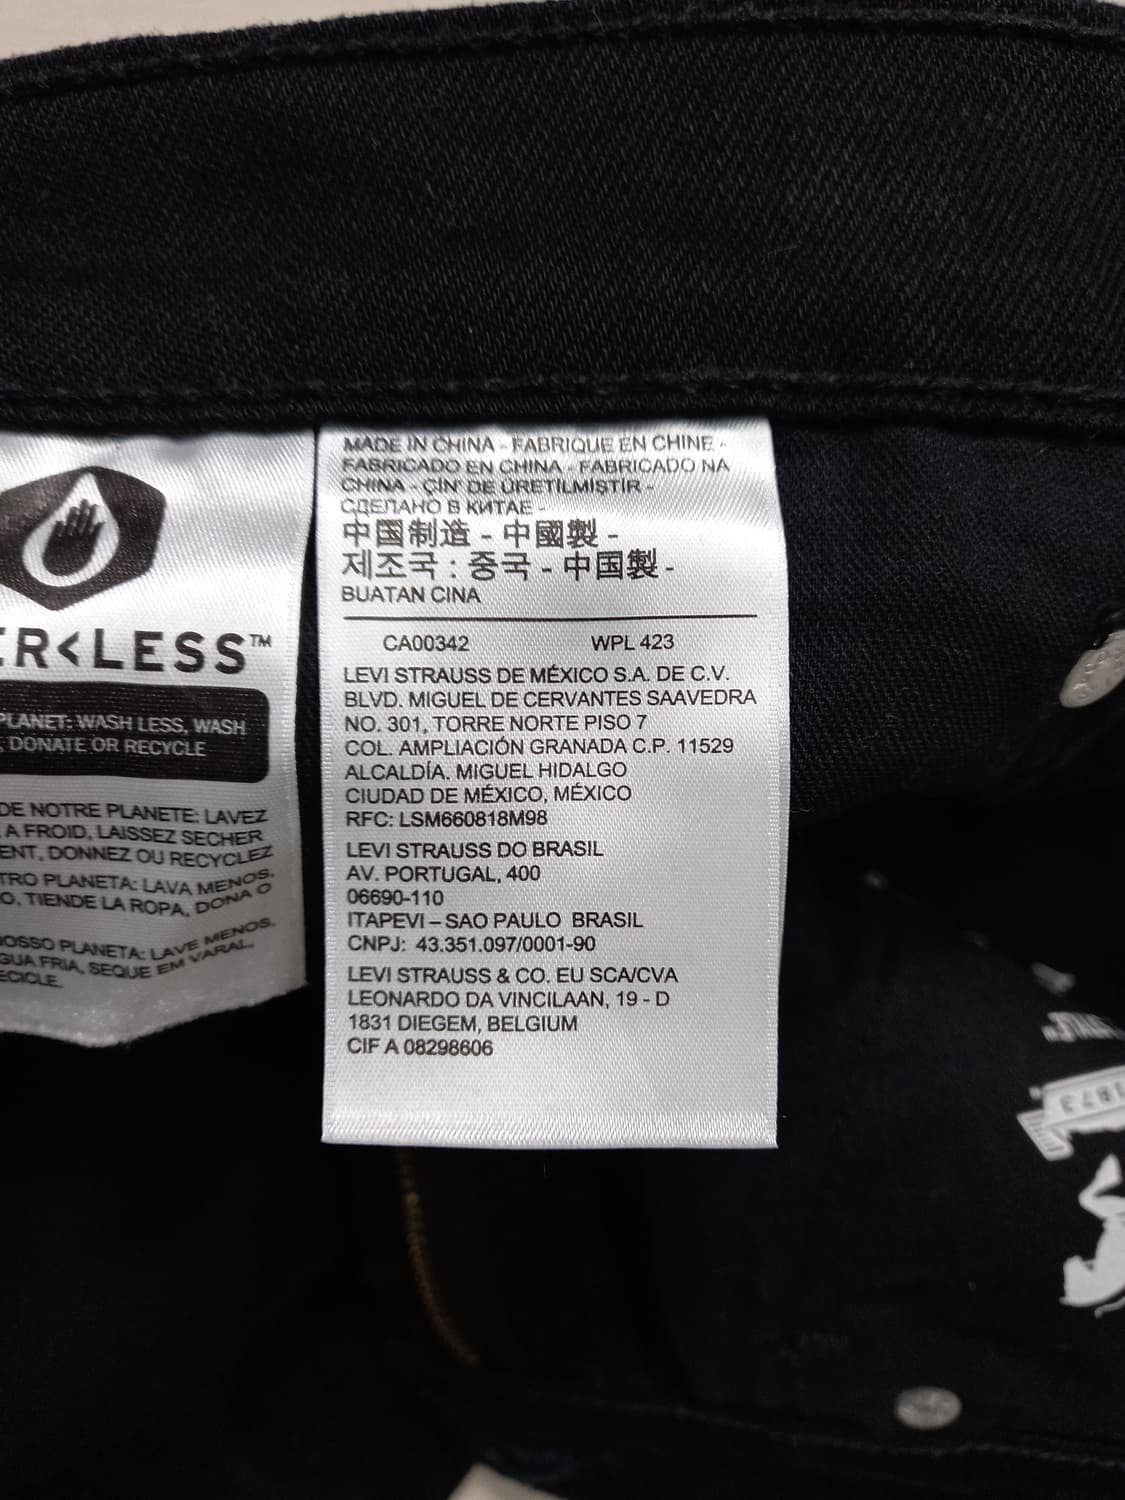 ER<LESS™
PLANET: WASH LESS, WASH
, DONATE OR RECYCLE
DE NOTRE PLANETE: LAVEZ
A FROID, LAISSEZ SECHER
ENT, DONNEZ OU RECYCLEZ
TRO PLANETA: LAVA MENOS.
O, TIENDE LA ROPA, DONA O
OSSO PLANETA: LAVE MENOS.
GUA FRIA, SEQUE EM VARAL,
ECICLE.
MADE IN CHINA - FABRIQUE EN CHINE -
FABRICADO EN CHINA - FABRICADO NA
CHINA - ÇİN' DE ÜRETİLMİŞTİR -
СДЕЛАНО В КИТАЕ -
中国制造 - 中國製 -
제조국 : 중국 - 中国製 -
BUATAN CINA
CA00342 WPL 423
LEVI STRAUSS DE MÉXICO S.A. DE C.V.
BLVD. MIGUEL DE CERVANTES SAAVEDRA
NO. 301, TORRE NORTE PISO 7
COL. AMPLIACIÓN GRANADA C.P. 11529
ALCALDÍA. MIGUEL HIDALGO
CIUDAD DE MÉXICO, MÉXICO
RFC: LSM660818M98
LEVI STRAUSS DO BRASIL
AV. PORTUGAL, 400
06690-110
ITAPEVI – SAO PAULO BRASIL
CNPJ: 43.351.097/0001-90
LEVI STRAUSS & CO. EU SCA/CVA
LEONARDO DA VINCILAAN, 19 - D
1831 DIEGEM, BELGIUM
CIF A 08298606
1873